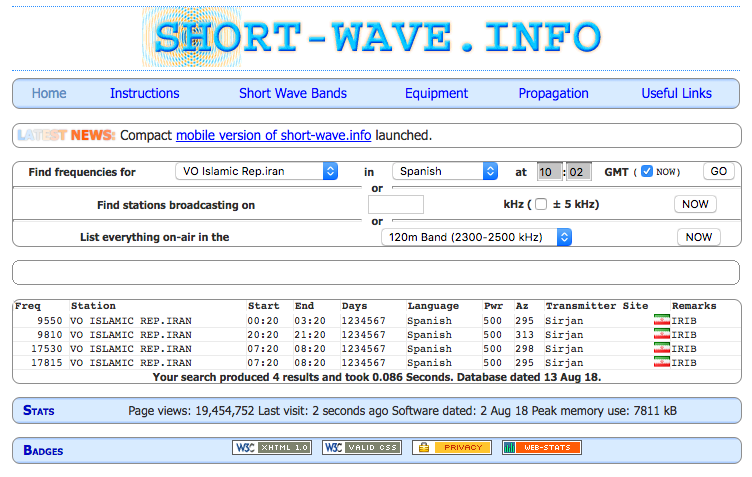 SHORT-WAVE.INFO
Home Instructions Short Wave Bands Equipment Propagation Useful Links
LATEST NEWS: Compact mobile version of short-wave.info launched.
Find frequencies for VO Islamic Rep.iran in Spanish at 10:02 GMT ( NOW) GO
or
Find stations broadcasting on kHz ( ± 5 kHz) NOW
or
List everything on-air in the 120m Band (2300-2500 kHz) NOW
Freq Station Start End Days Language Pwr Az Transmitter Site Remarks
9550 VO ISLAMIC REP.IRAN 00:20 03:20 1234567 Spanish 500 295 Sirjan IRIB
9810 VO ISLAMIC REP.IRAN 20:20 21:20 1234567 Spanish 500 313 Sirjan IRIB
17530 VO ISLAMIC REP.IRAN 07:20 08:20 1234567 Spanish 500 298 Sirjan IRIB
17815 VO ISLAMIC REP.IRAN 07:20 08:20 1234567 Spanish 500 295 Sirjan IRIB
Your search produced 4 results and took 0.086 Seconds. Database dated 13 Aug 18.
STATS Page views: 19,454,752 Last visit: 2 seconds ago Software dated: 2 Aug 18 Peak memory use: 7811 kB
BADGES W3C XHTML 1.0 W3C VALID CSS PRIVACY WEB-STATS